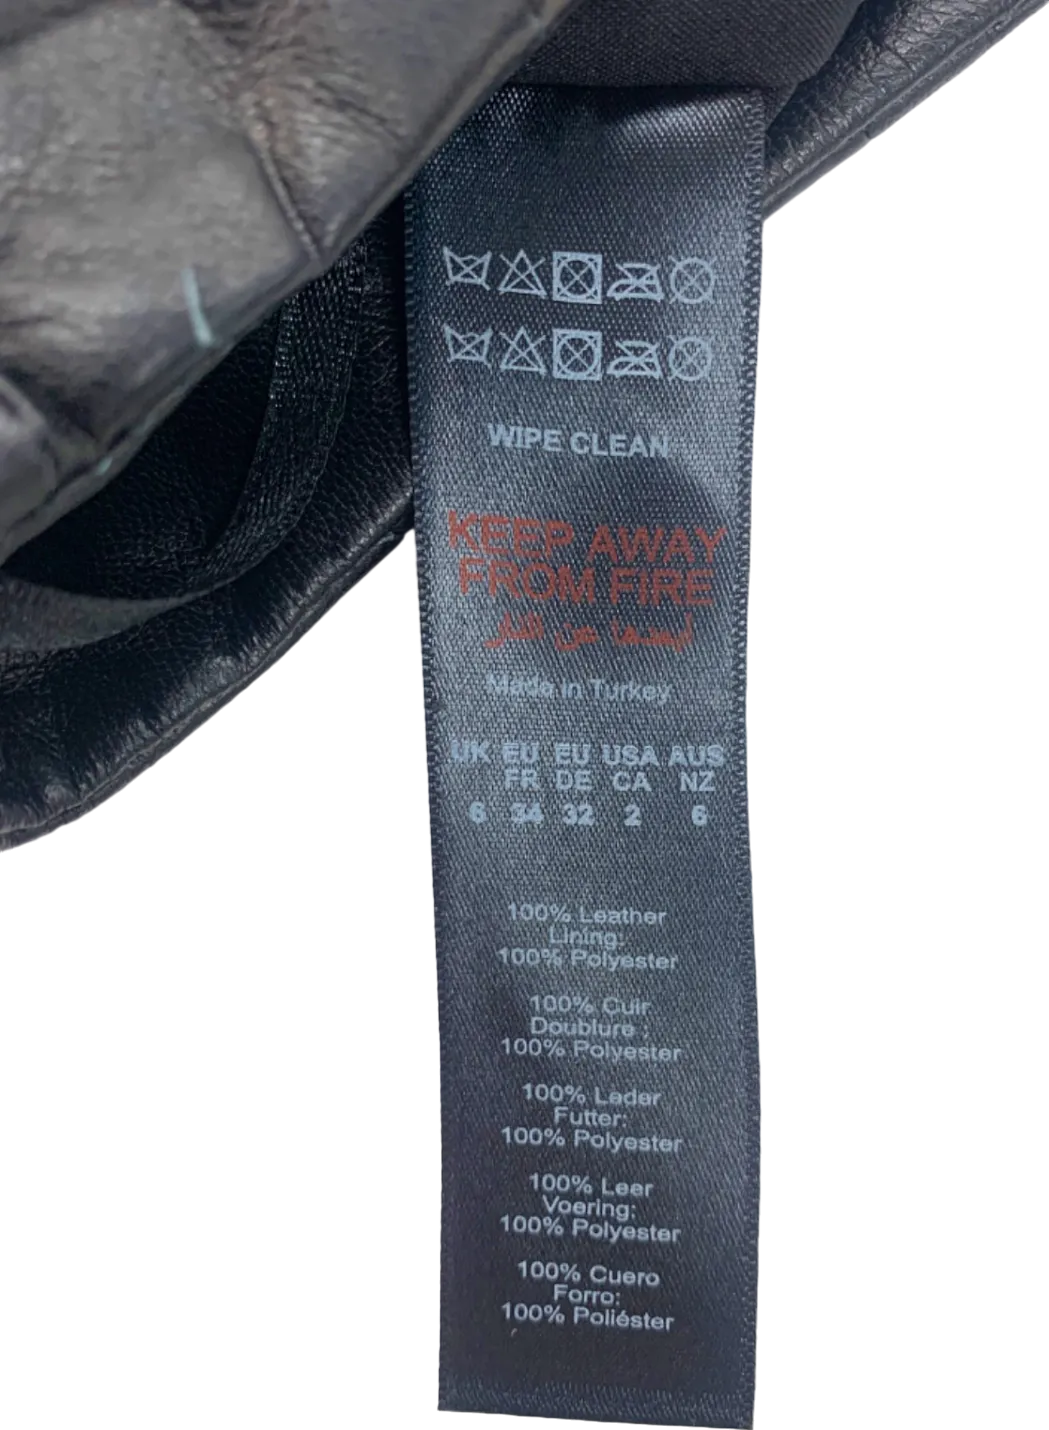 WIPE CLEAN
KEEP AWAY
FROM FIRE
أبعدها عن النار
Made in Turkey
UK EU EU USA AUS
FR DE CA NZ
6 34 32 2 6
100% Leather
Lining:
100% Polyester
100% Cuir
Doublure :
100% Polyester
100% Leder
Futter:
100% Polyester
100% Leer
Voering:
100% Polyester
100% Cuero
Forro:
100% Poliéster